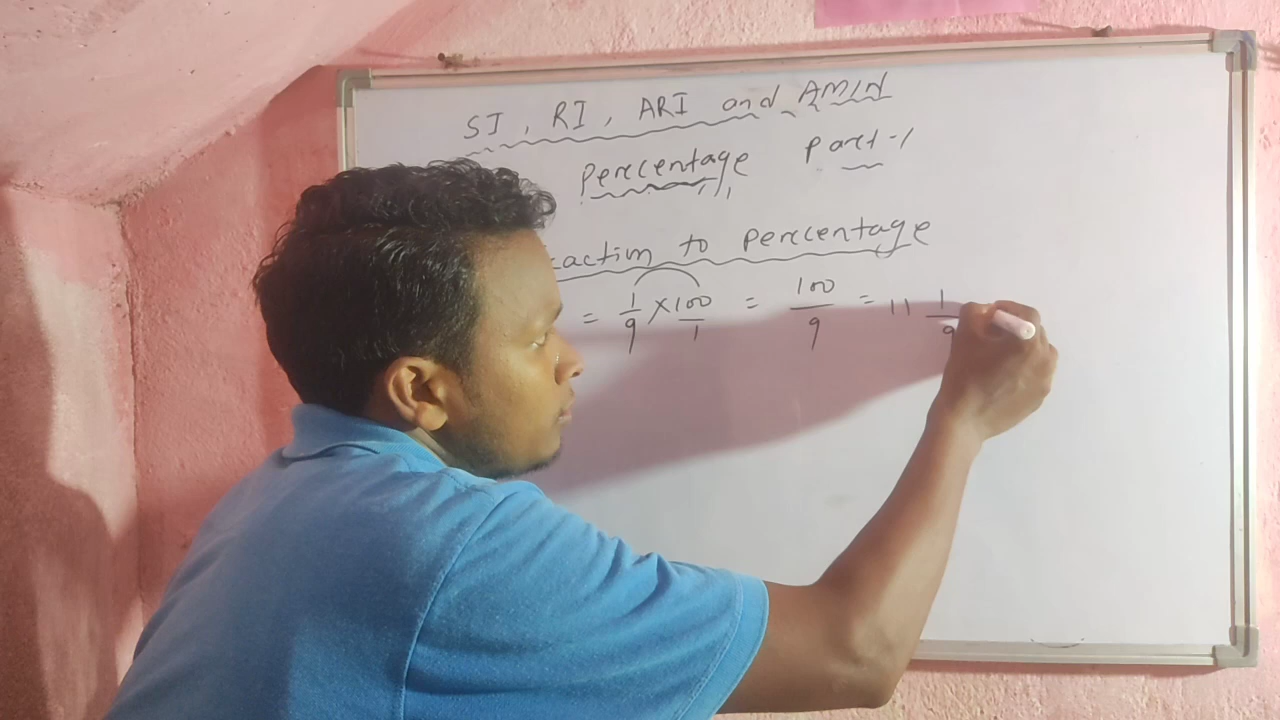 SI, RI, ARI and AMIN
Percentage Part-1
action to Percentage
= 1/9 × 100/1 = 100/9 = 11 1/9